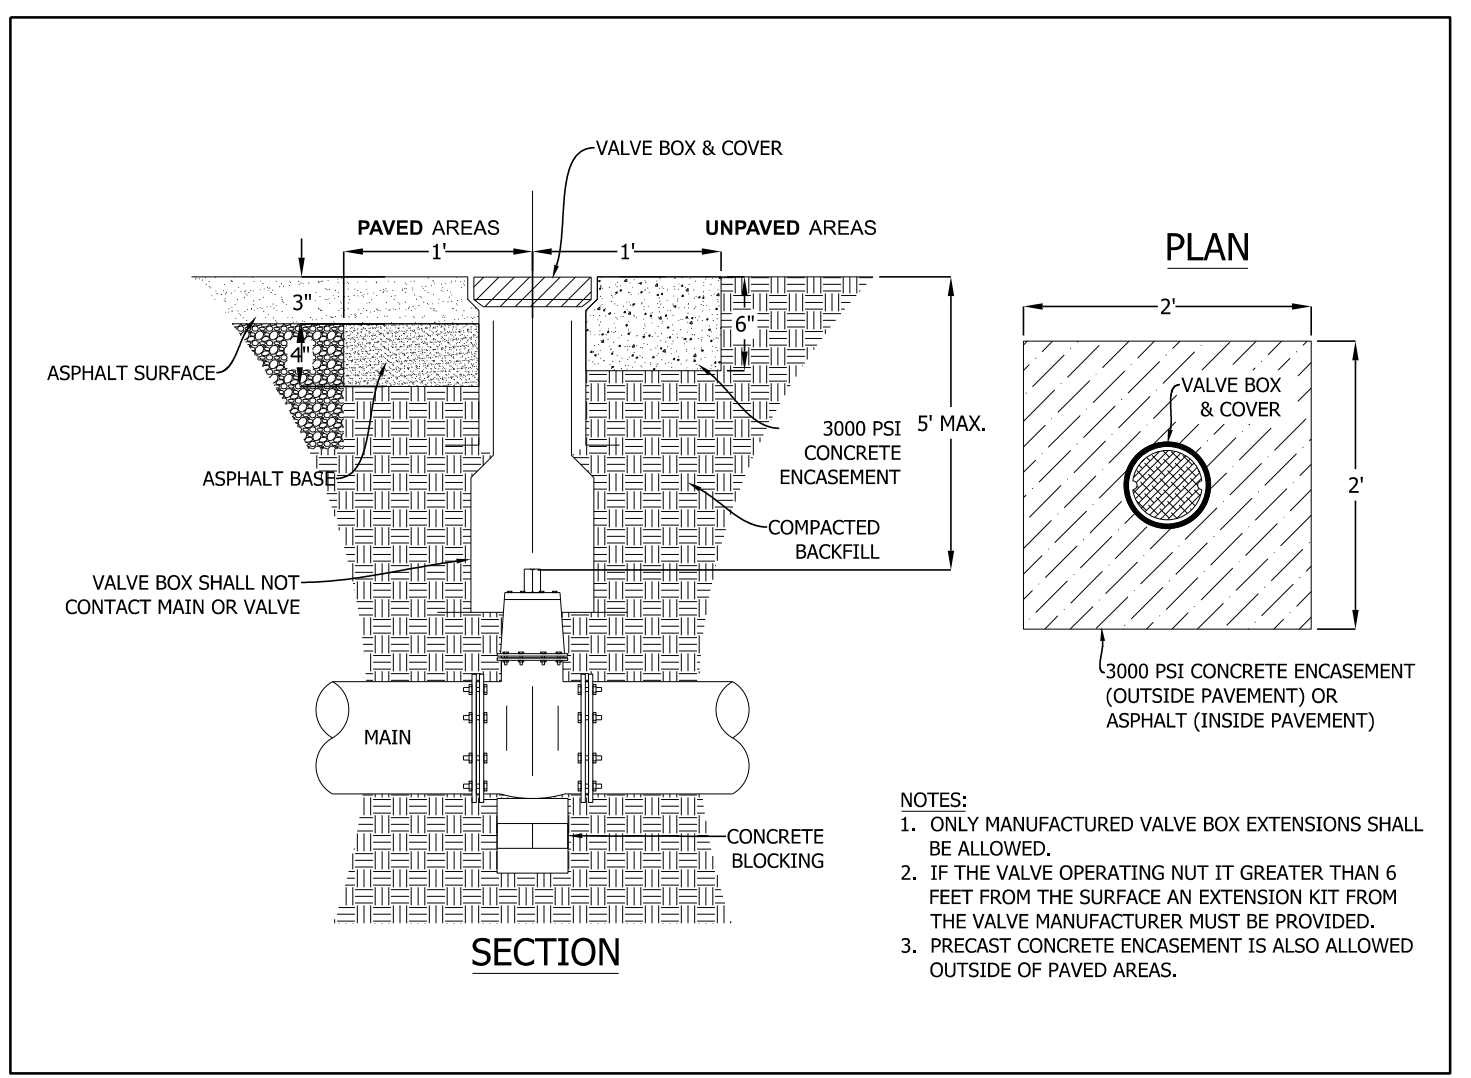 VALVE BOX & COVER
PAVED AREAS
UNPAVED AREAS
1'
1'
3"
4"
6"
ASPHALT SURFACE
ASPHALT BASE
3000 PSI
CONCRETE
ENCASEMENT
5' MAX.
COMPACTED
BACKFILL
VALVE BOX SHALL NOT
CONTACT MAIN OR VALVE
MAIN
CONCRETE
BLOCKING
SECTION
PLAN
2'
VALVE BOX
& COVER
2'
3000 PSI CONCRETE ENCASEMENT
(OUTSIDE PAVEMENT) OR
ASPHALT (INSIDE PAVEMENT)
NOTES:
1. ONLY MANUFACTURED VALVE BOX EXTENSIONS SHALL
BE ALLOWED.
2. IF THE VALVE OPERATING NUT IT GREATER THAN 6
FEET FROM THE SURFACE AN EXTENSION KIT FROM
THE VALVE MANUFACTURER MUST BE PROVIDED.
3. PRECAST CONCRETE ENCASEMENT IS ALSO ALLOWED
OUTSIDE OF PAVED AREAS.